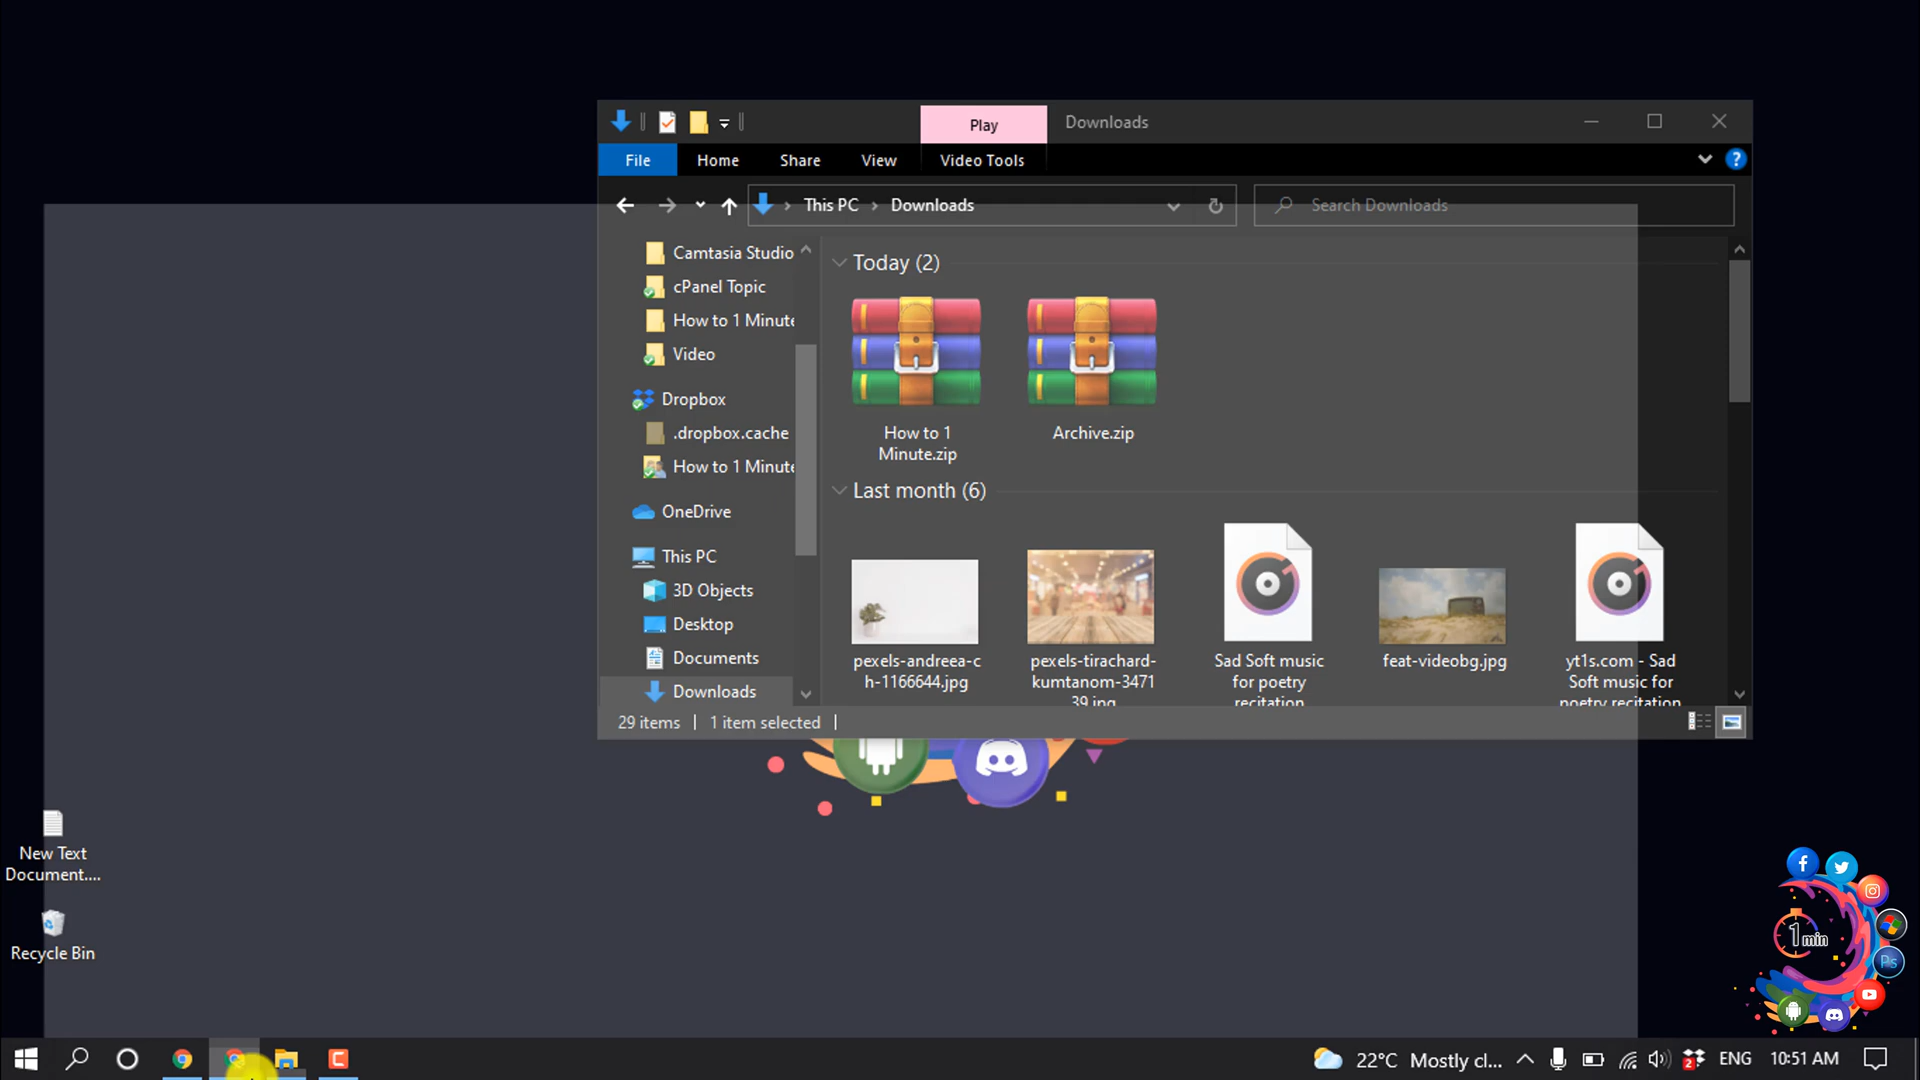 Play
Downloads
File
Home
Share
View
Video Tools
This PC
Downloads
Search Downloads
Camtasia Studio
cPanel Topic
How to 1 Minute
Video
Dropbox
.dropbox.cache
How to 1 Minute
OneDrive
This PC
3D Objects
Desktop
Documents
Downloads
Today (2)
How to 1
Minute.zip
Archive.zip
Last month (6)
pexels-andreea-c
h-1166644.jpg
pexels-tirachard-
kumtanom-3471
39.jpg
Sad Soft music
for poetry
recitation
feat-videobg.jpg
yt1s.com - Sad
Soft music for
poetry recitation
29 items
1 item selected
New Text
Document....
Recycle Bin
1 min
Ps
22°C Mostly cl...
2
ENG
10:51 AM